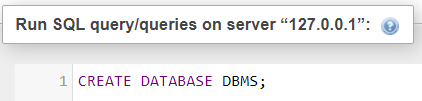 Run SQL query/queries on server “127.0.0.1”:
1 CREATE DATABASE DBMS;